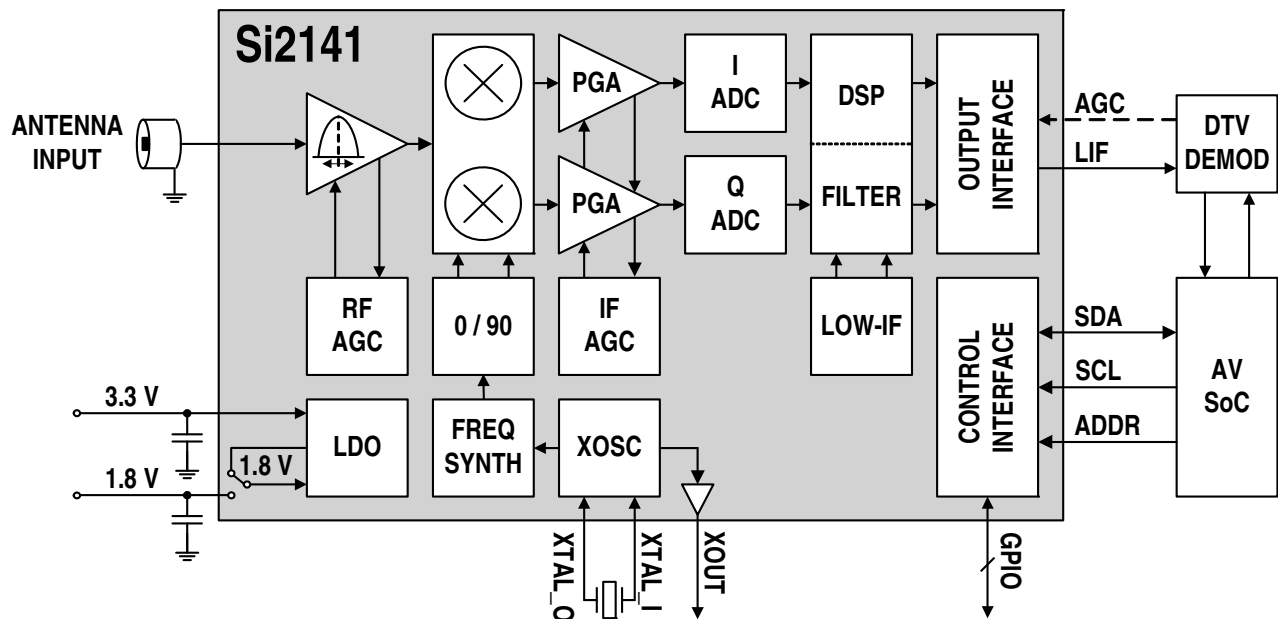 Si2141
ANTENNA
INPUT
PGA
I
ADC
DSP
OUTPUT
INTERFACE
AGC
LIF
DTV
DEMOD
PGA
Q
ADC
FILTER
RF
AGC
0 / 90
IF
AGC
LOW-IF
CONTROL
INTERFACE
SDA
SCL
ADDR
AV
SoC
3.3 V
1.8 V
1.8 V
LDO
FREQ
SYNTH
XOSC
XTAL_O
XTAL_I
XOUT
GPIO